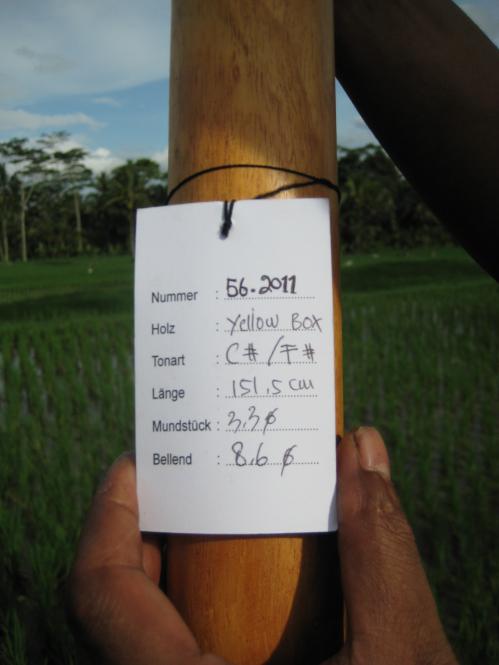 Nummer : 56.2011
Holz : Yellow Box
Tonart : C# / F#
Länge : 151,5 cm
Mundstück : 3,3 ø
Bellend : 8,6 ø